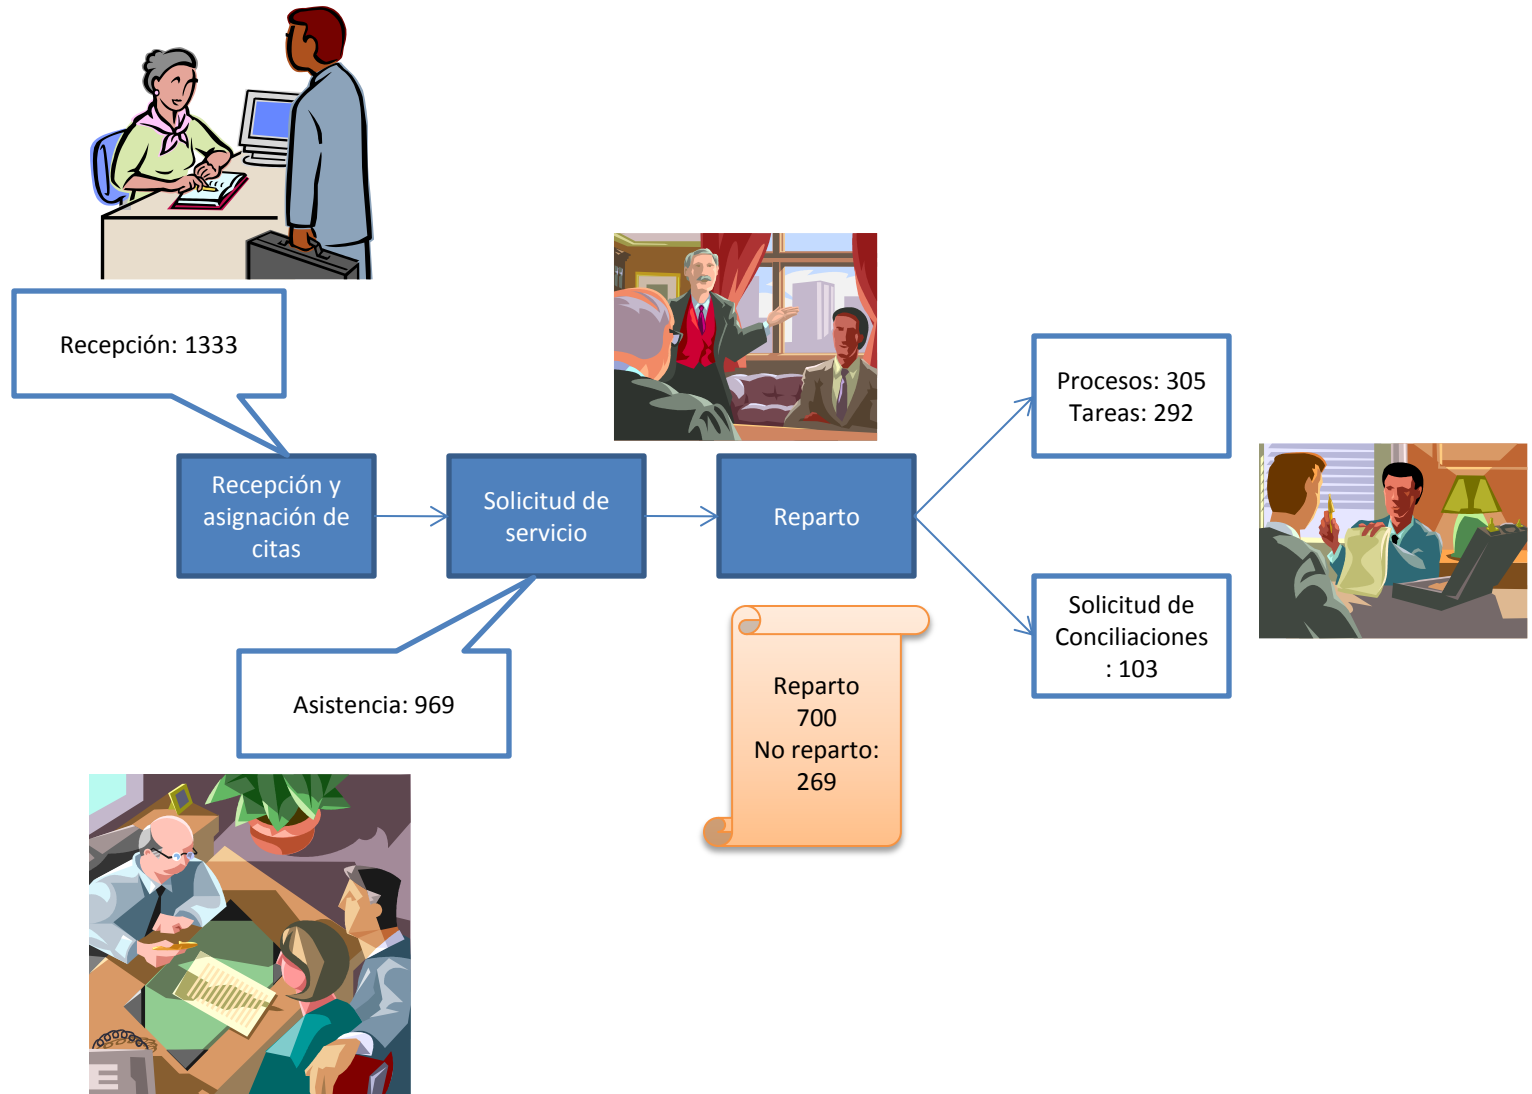 Recepción: 1333
Recepción y
asignación de
citas
Solicitud de
servicio
Reparto
Procesos: 305
Tareas: 292
Solicitud de
Conciliaciones
: 103
Asistencia: 969
Reparto
700
No reparto:
269